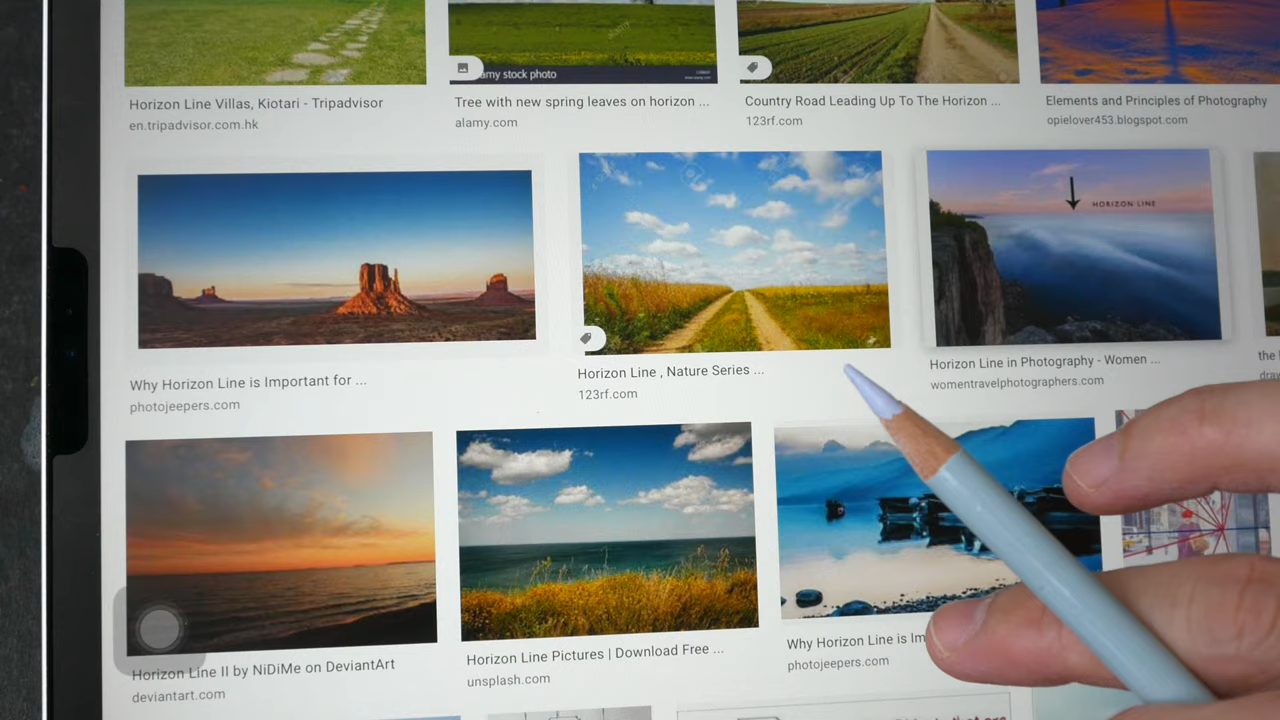 amy stock photo
Horizon Line Villas, Kiotari - Tripadvisor
en.tripadvisor.com.hk
Tree with new spring leaves on horizon ...
alamy.com
Country Road Leading Up To The Horizon ...
123rf.com
Elements and Principles of Photography
opielover453.blogspot.com
HORIZON LINE
Why Horizon Line is Important for ...
photojeepers.com
Horizon Line , Nature Series ...
123rf.com
Horizon Line in Photography - Women ...
womentravelphotographers.com
the
Horizon Line II by NiDiMe on DeviantArt
deviantart.com
Horizon Line Pictures | Download Free ...
unsplash.com
Why Horizon Line is Im
photojeepers.com